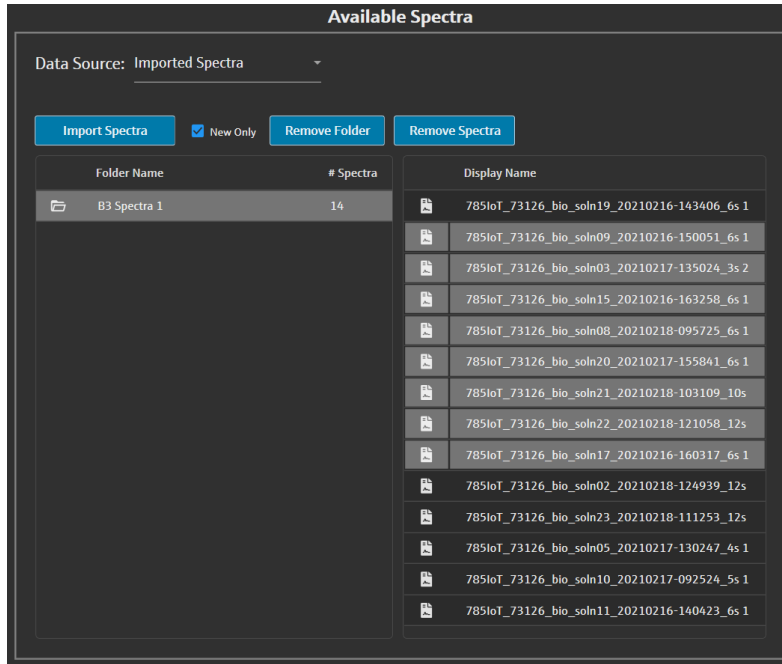 Available Spectra
Data Source: Imported Spectra
Import Spectra New Only Remove Folder Remove Spectra
Folder Name # Spectra Display Name
B3 Spectra 1 14 785IoT_73126_bio_soln19_20210216-143406_6s 1
785IoT_73126_bio_soln09_20210216-150051_6s 1
785IoT_73126_bio_soln03_20210217-135024_3s 2
785IoT_73126_bio_soln15_20210216-163258_6s 1
785IoT_73126_bio_soln08_20210218-095725_6s 1
785IoT_73126_bio_soln20_20210217-155841_6s 1
785IoT_73126_bio_soln21_20210218-103109_10s
785IoT_73126_bio_soln22_20210218-121058_12s
785IoT_73126_bio_soln17_20210216-160317_6s 1
785IoT_73126_bio_soln02_20210218-124939_12s
785IoT_73126_bio_soln23_20210218-111253_12s
785IoT_73126_bio_soln05_20210217-130247_4s 1
785IoT_73126_bio_soln10_20210217-092524_5s 1
785IoT_73126_bio_soln11_20210216-140423_6s 1